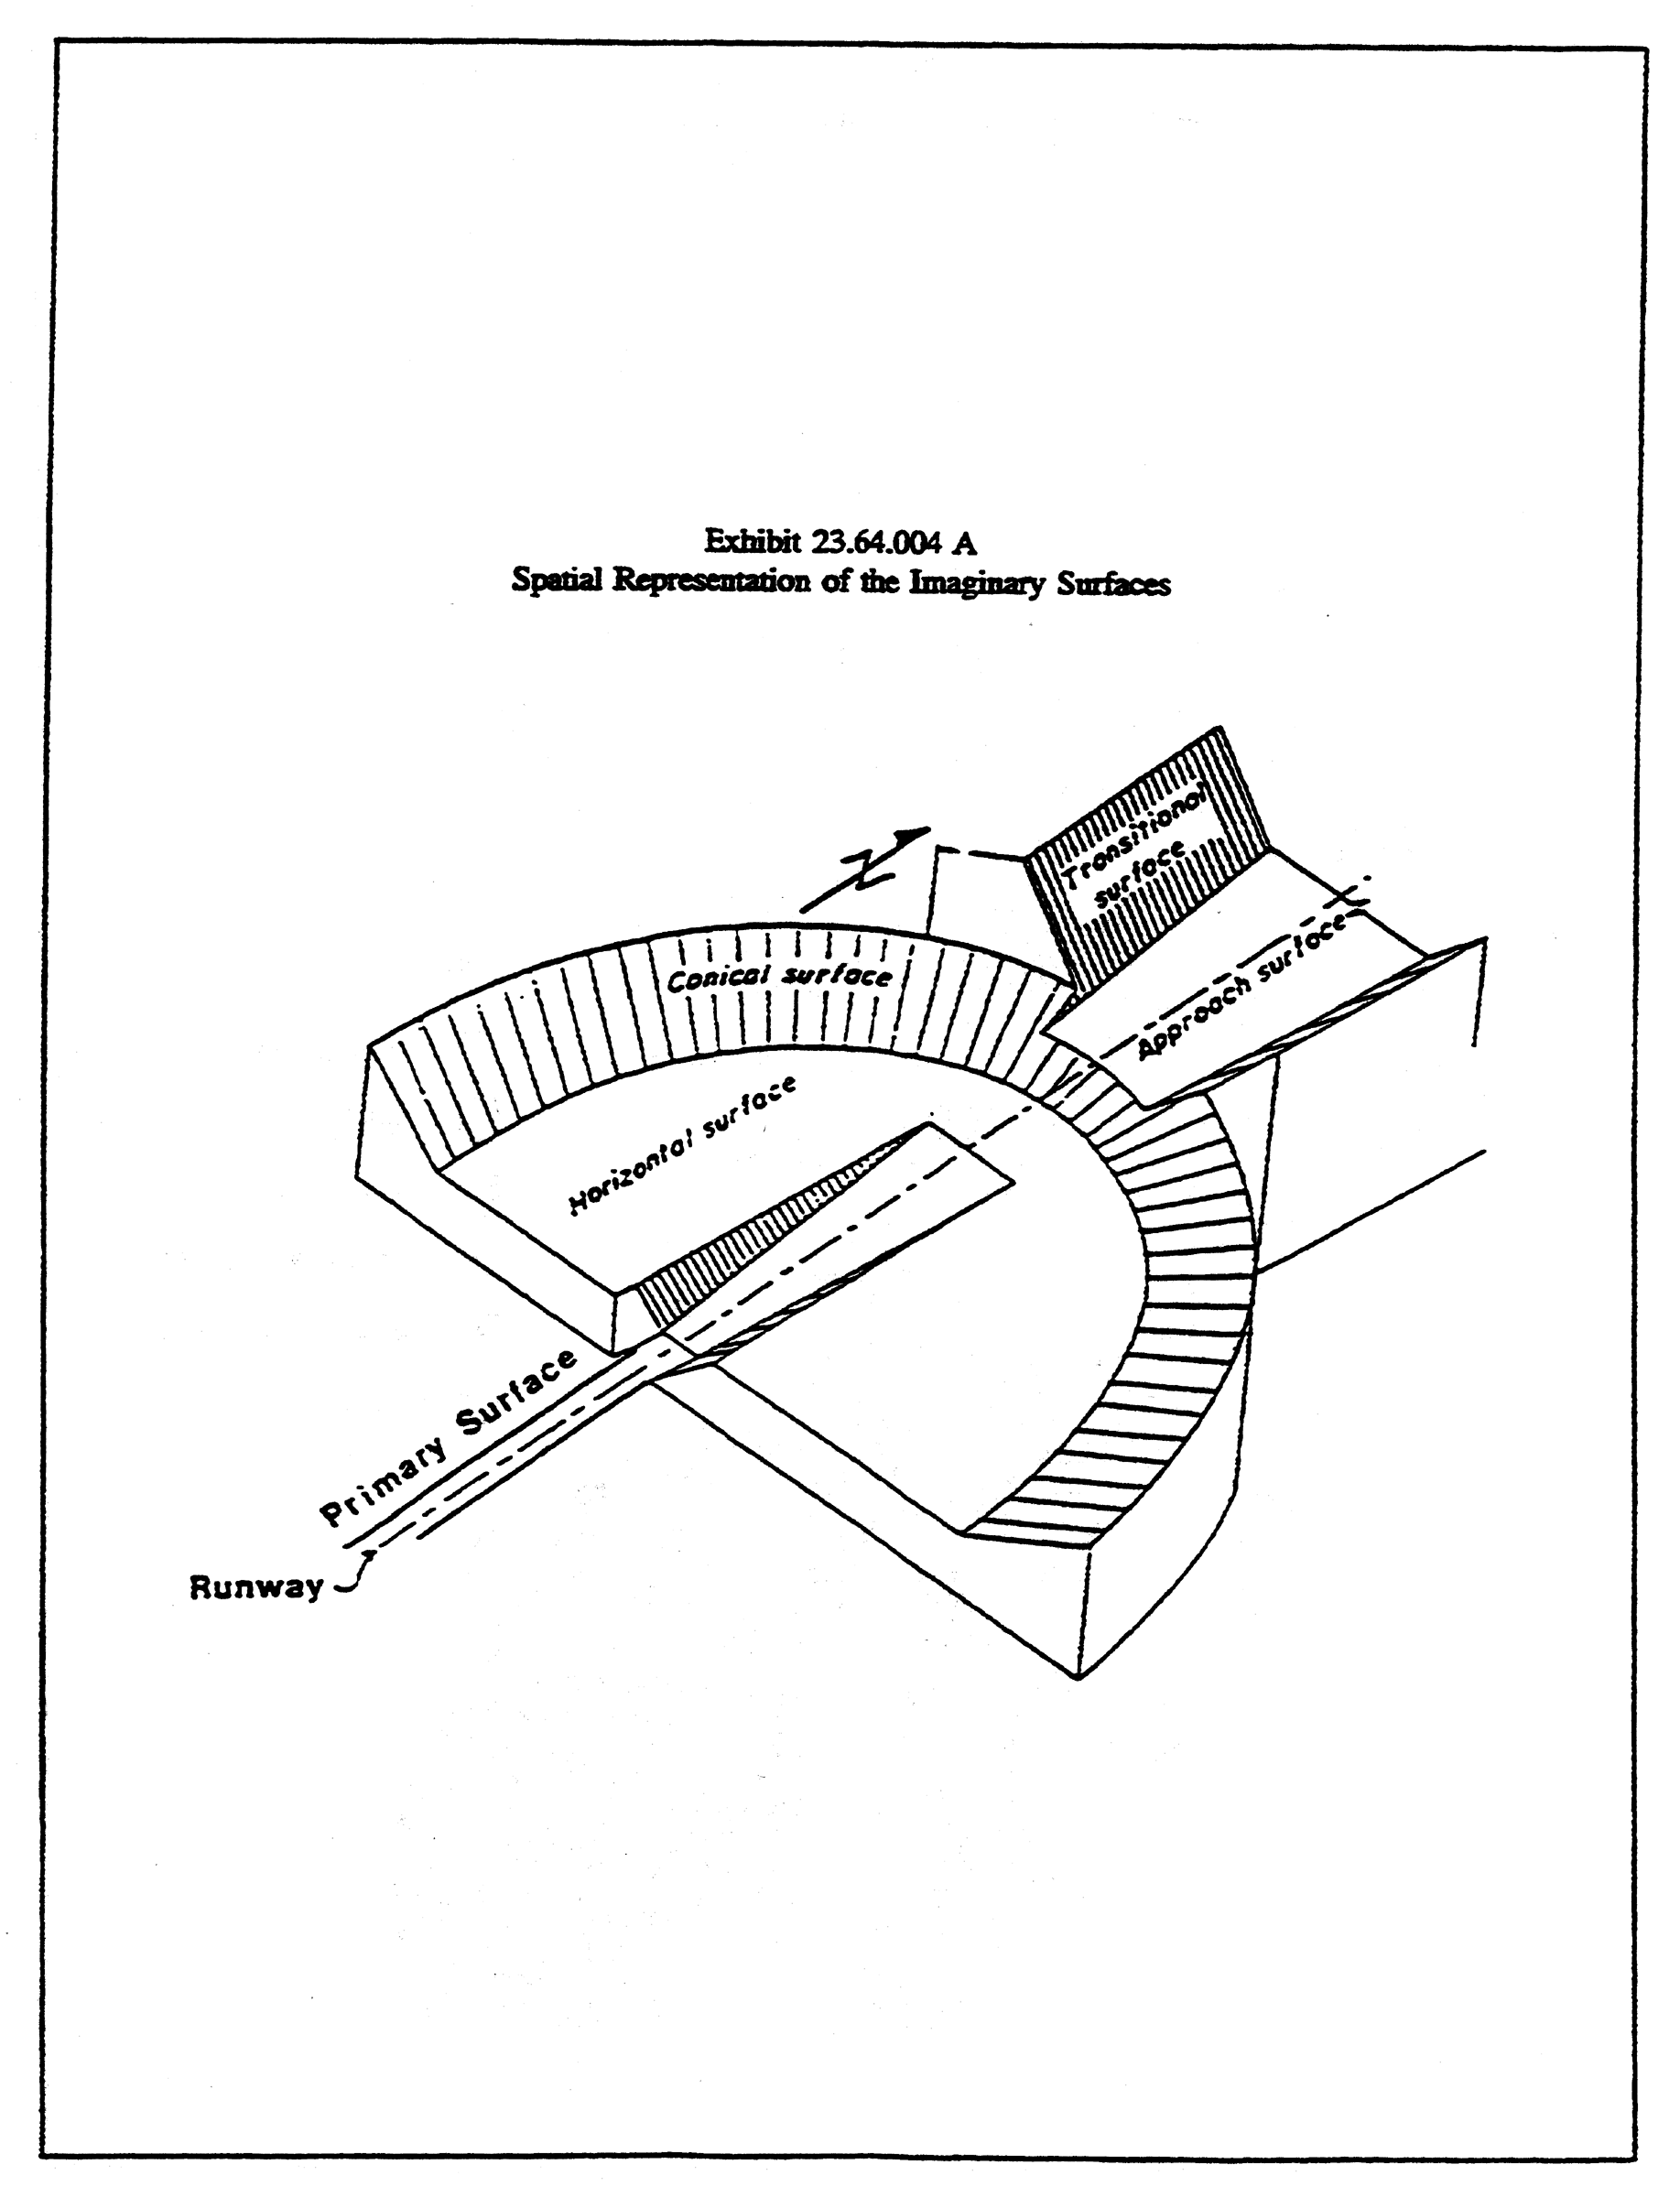 Exhibit 23.64.004 A
Spatial Representation of the Imaginary Surfaces
Transitional
surface
N
Conical surface
Approach surface
Horizontal surface
Primary Surface
Runway